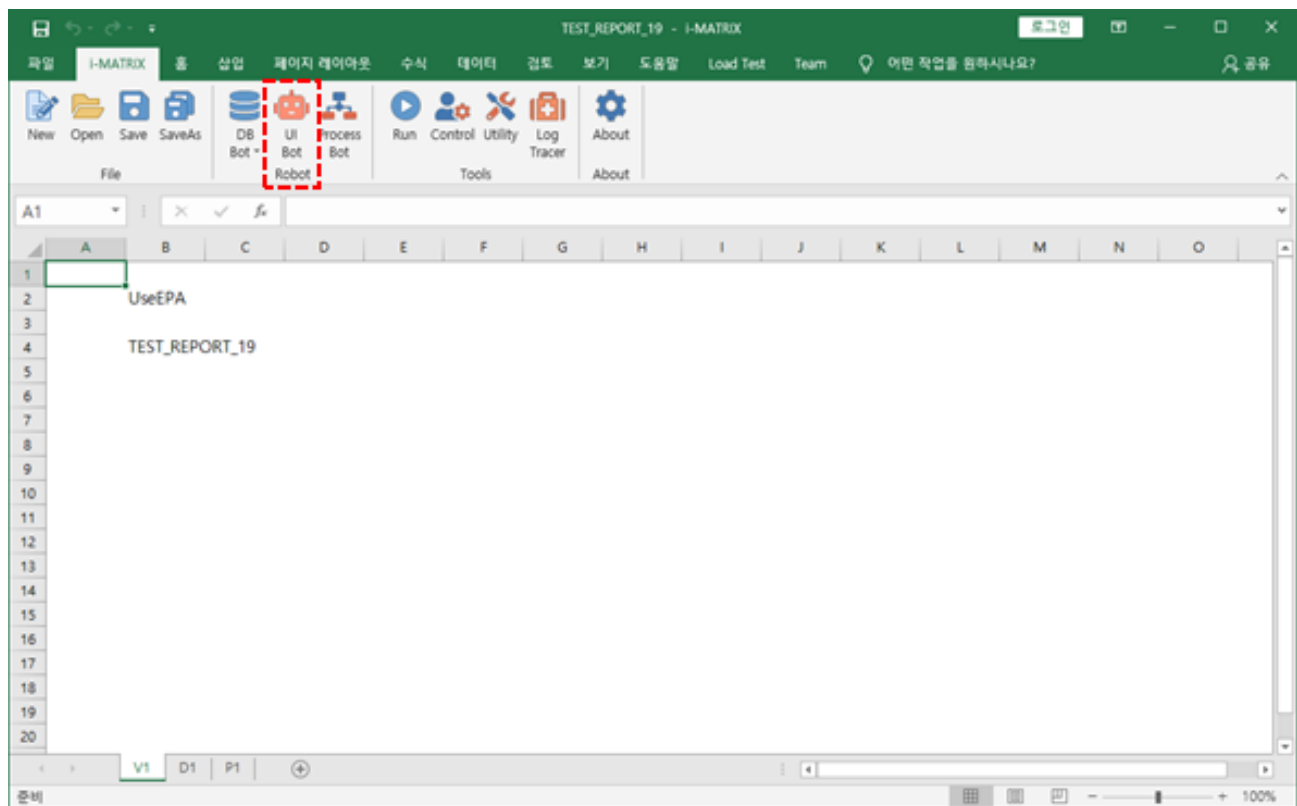 TEST_REPORT_19 - i-MATRIX
로그인
파일 i-MATRIX 홈 삽입 페이지 레이아웃 수식 데이터 검토 보기 도움말 Load Test Team 어떤 작업을 원하시나요? 공유
New Open Save SaveAs DB Bot UI Bot Process Bot Run Control Utility Log Tracer About
File Robot Tools About
A1 fx
A B C D E F G H I J K L M N O
1
2 UseEPA
3
4 TEST_REPORT_19
5
6
7
8
9
10
11
12
13
14
15
16
17
18
19
20
V1 D1 P1
준비 100%